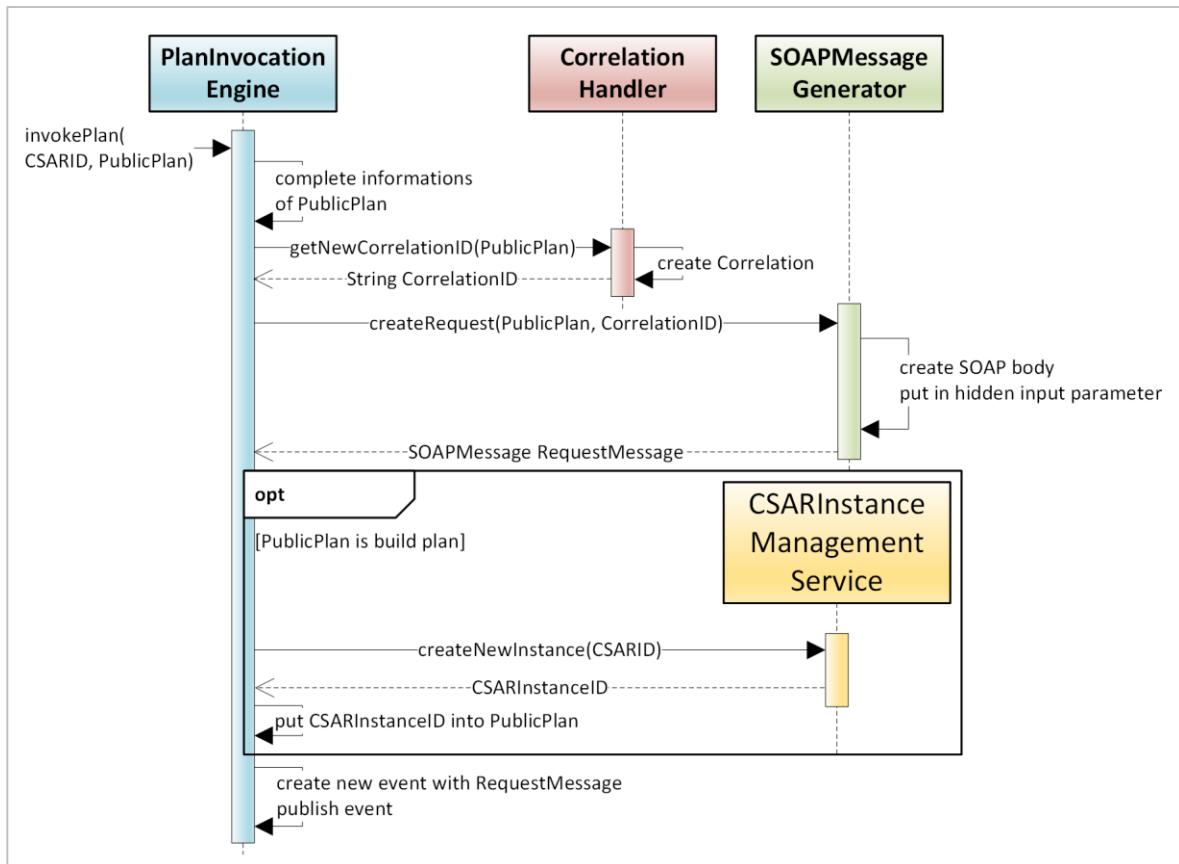 PlanInvocation
Engine
Correlation
Handler
SOAPMessage
Generator
invokePlan(
CSARID, PublicPlan)
complete informations
of PublicPlan
getNewCorrelationID(PublicPlan)
create Correlation
String CorrelationID
createRequest(PublicPlan, CorrelationID)
create SOAP body
put in hidden input parameter
SOAPMessage RequestMessage
opt
[PublicPlan is build plan]
CSARInstance
Management
Service
createNewInstance(CSARID)
CSARInstanceID
put CSARInstanceID into PublicPlan
create new event with RequestMessage
publish event